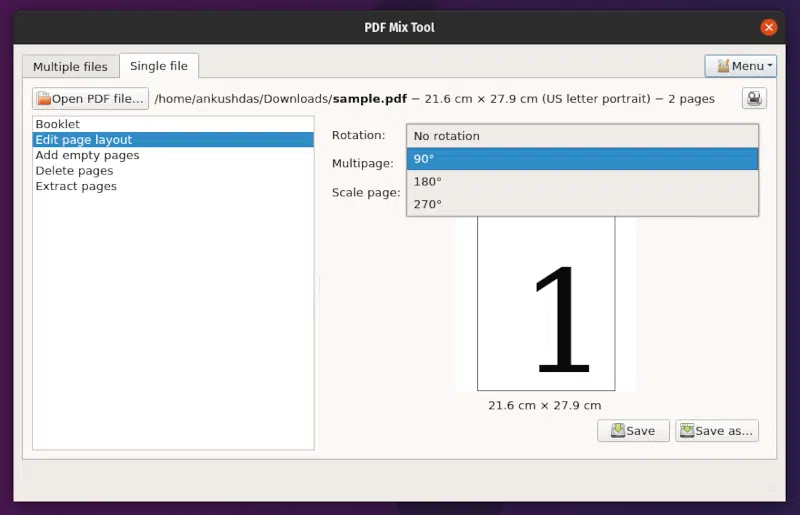 PDF Mix Tool
Multiple files
Single file
Menu
Open PDF file... /home/ankushdas/Downloads/sample.pdf − 21.6 cm × 27.9 cm (US letter portrait) − 2 pages
Booklet
Edit page layout
Add empty pages
Delete pages
Extract pages
Rotation:
No rotation
Multipage:
90°
180°
Scale page:
270°
1
21.6 cm × 27.9 cm
Save
Save as...